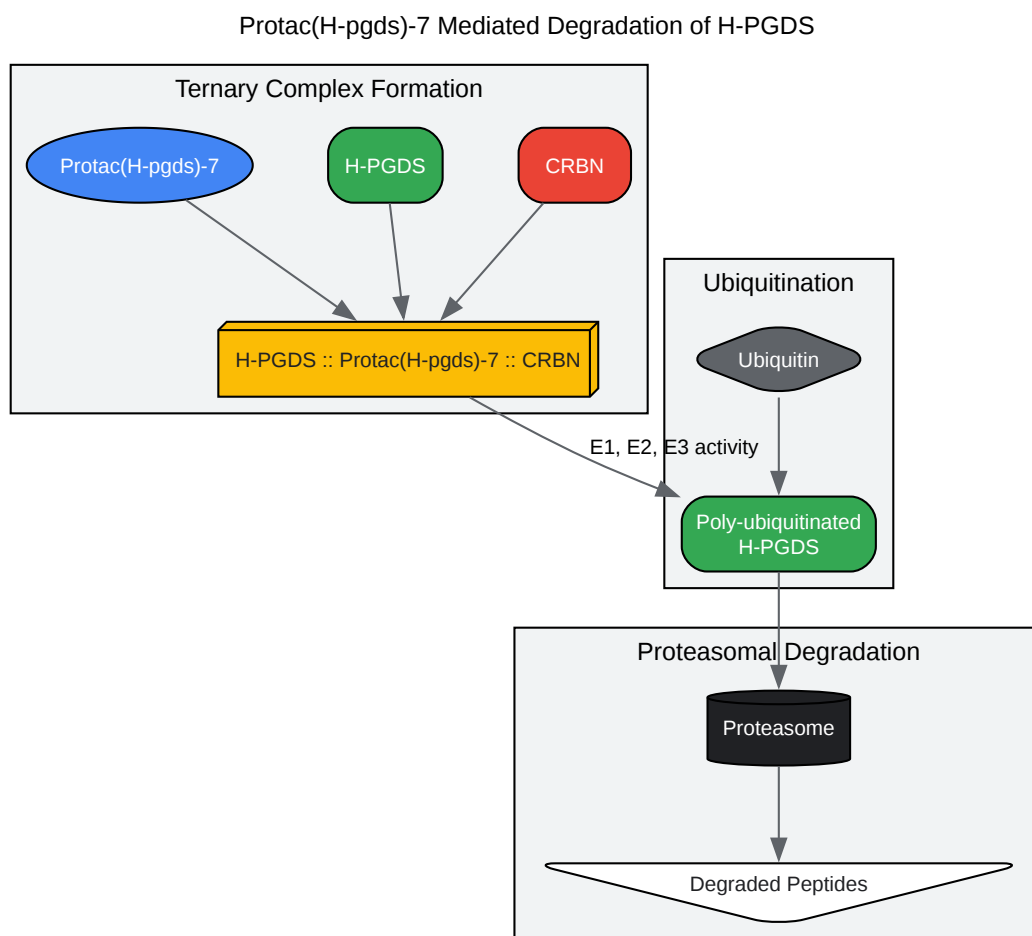 Protac(H-pgds)-7 Mediated Degradation of H-PGDS
Ternary Complex Formation
Protac(H-pgds)-7
H-PGDS
CRBN
H-PGDS :: Protac(H-pgds)-7 :: CRBN
Ubiquitination
Ubiquitin
E1, E2, E3 activity
Poly-ubiquitinated
H-PGDS
Proteasomal Degradation
Proteasome
Degraded Peptides